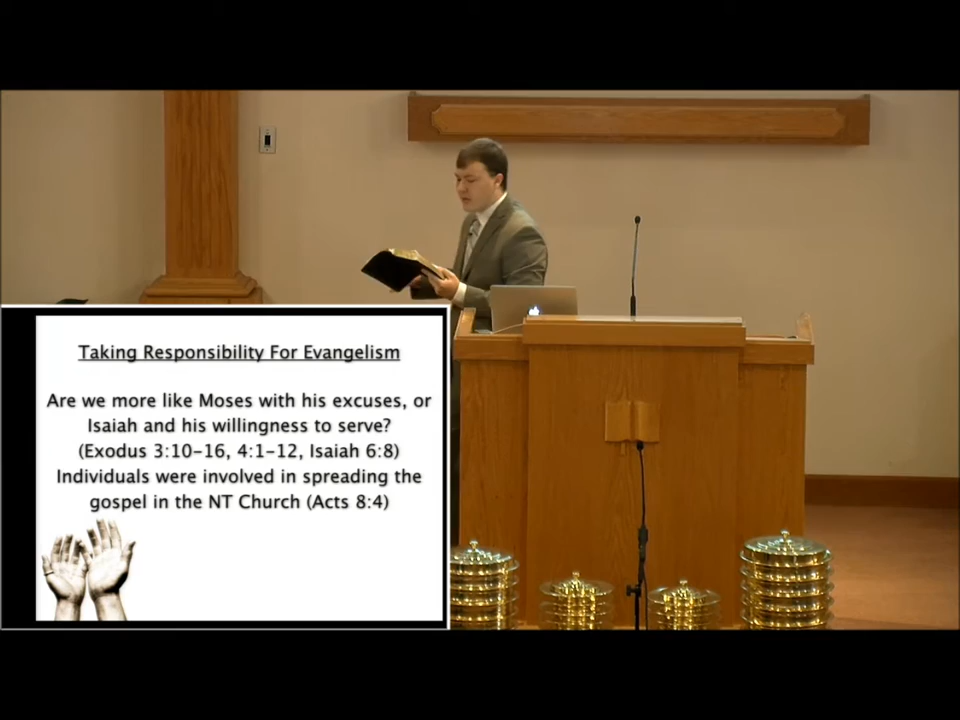 Taking Responsibility For Evangelism
Are we more like Moses with his excuses, or
Isaiah and his willingness to serve?
(Exodus 3:10-16, 4:1-12, Isaiah 6:8)
Individuals were involved in spreading the
gospel in the NT Church (Acts 8:4)